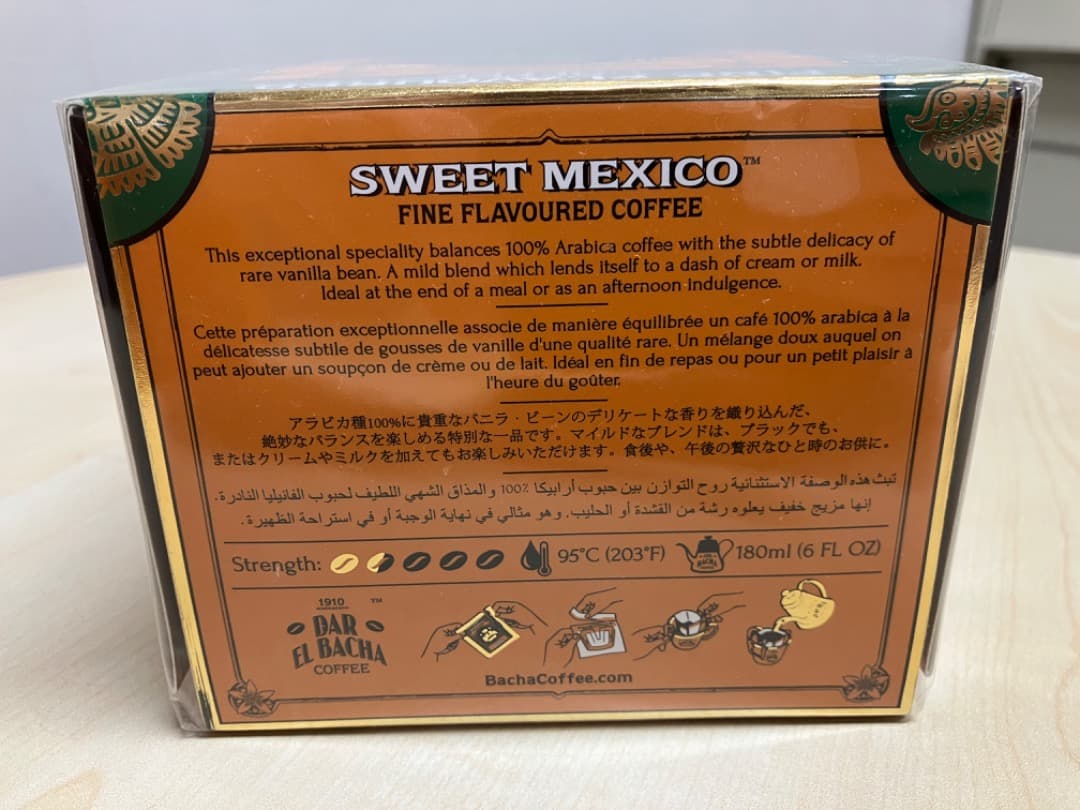 SWEET MEXICO™
FINE FLAVOURED COFFEE
This exceptional speciality balances 100% Arabica coffee with the subtle delicacy of
rare vanilla bean. A mild blend which lends itself to a dash of cream or milk.
Ideal at the end of a meal or as an afternoon indulgence.
Cette préparation exceptionnelle associe de manière équilibrée un café 100% arabica à la
délicatesse subtile de gousses de vanille d'une qualité rare. Un mélange doux auquel on
peut ajouter un soupçon de crème ou de lait. Idéal en fin de repas ou pour un petit plaisir à
l'heure du goûter.
アラビカ種100%に貴重なバニラ・ビーンのデリケートな香りを織り込んだ、
絶妙なバランスを楽しめる特別な一品です。マイルドなブレンドは、ブラックでも、
またはクリームやミルクを加えてもお楽しみいただけます。食後や、午後の贅沢なひと時のお供に。
تبث هذه الوصفة الاستثنائية روح التوازن بين حبوب أرابيكا 100٪ والمذاق الشهي اللطيف لحبوب الفانيليا النادرة.
إنها مزيج خفيف يعلوه رشة من القشدة أو الحليب. وهو مثالي في نهاية الوجبة أو في استراحة الظهيرة.
Strength: 95°C (203°F) 180ml (6 FL OZ)
1910 ™
DAR
EL BACHA
COFFEE
BachaCoffee.com